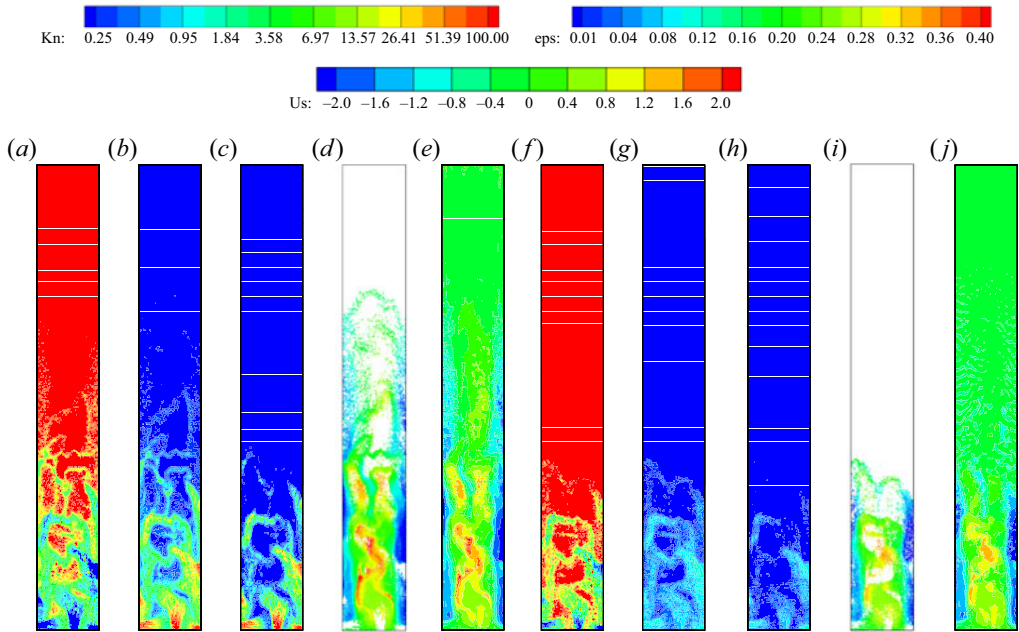 Kn: 0.25 0.49 0.95 1.84 3.58 6.97 13.57 26.41 51.39 100.00
eps: 0.01 0.04 0.08 0.12 0.16 0.20 0.24 0.28 0.32 0.36 0.40
Us: –2.0 –1.6 –1.2 –0.8 –0.4 0 0.4 0.8 1.2 1.6 2.0
(a) (b) (c) (d) (e) (f) (g) (h) (i) (j)